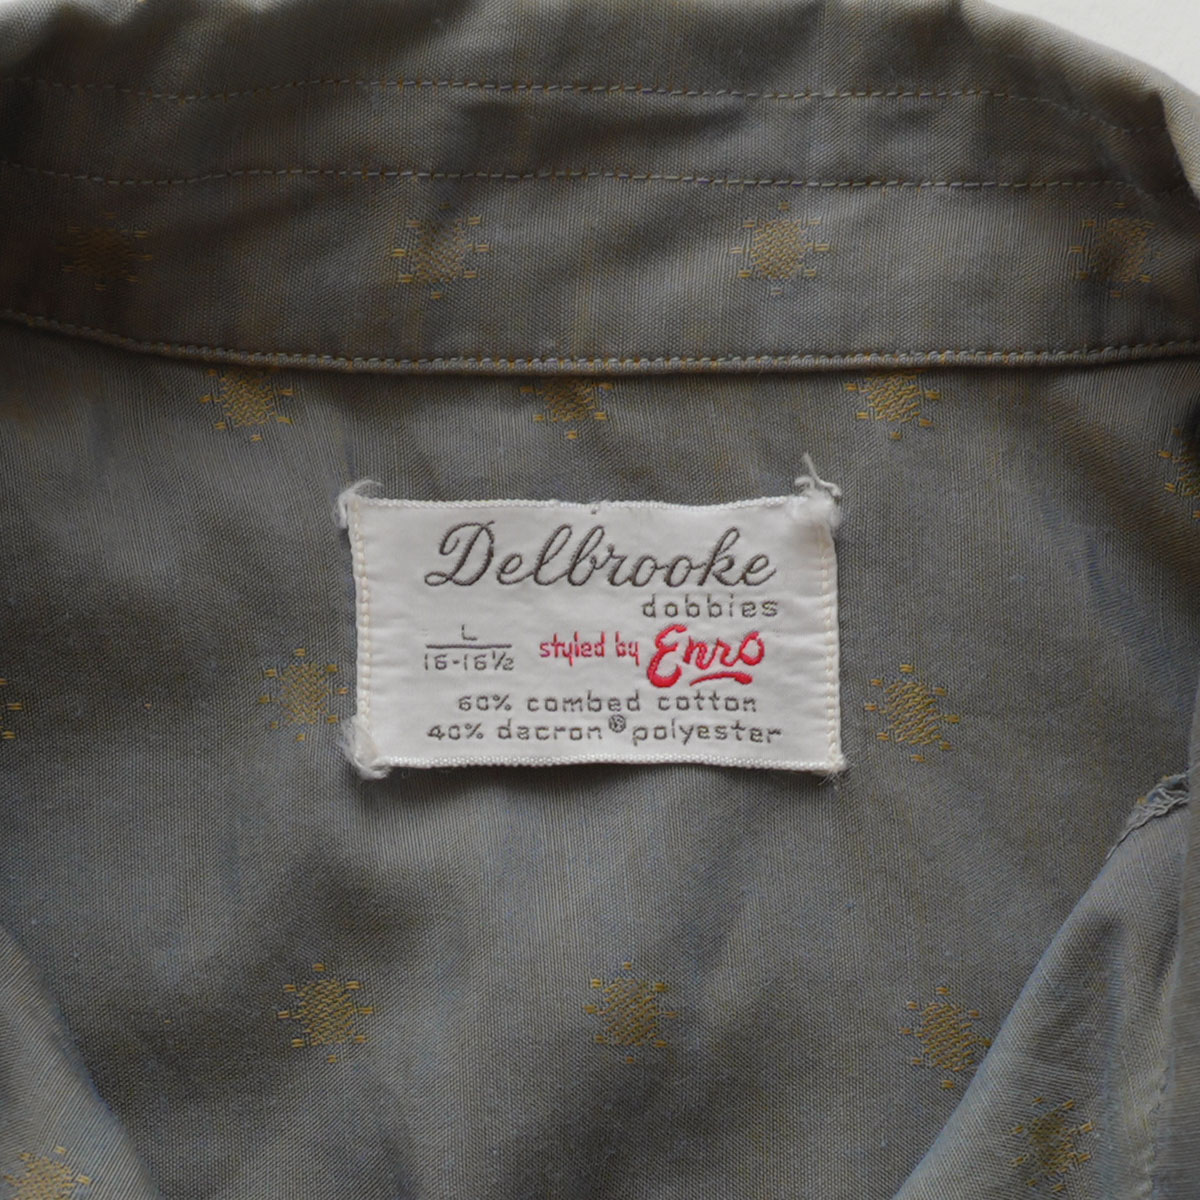 Delbrooke
dobbies
L
16-16½ styled by Enro
60% combed cotton
40% dacron® polyester